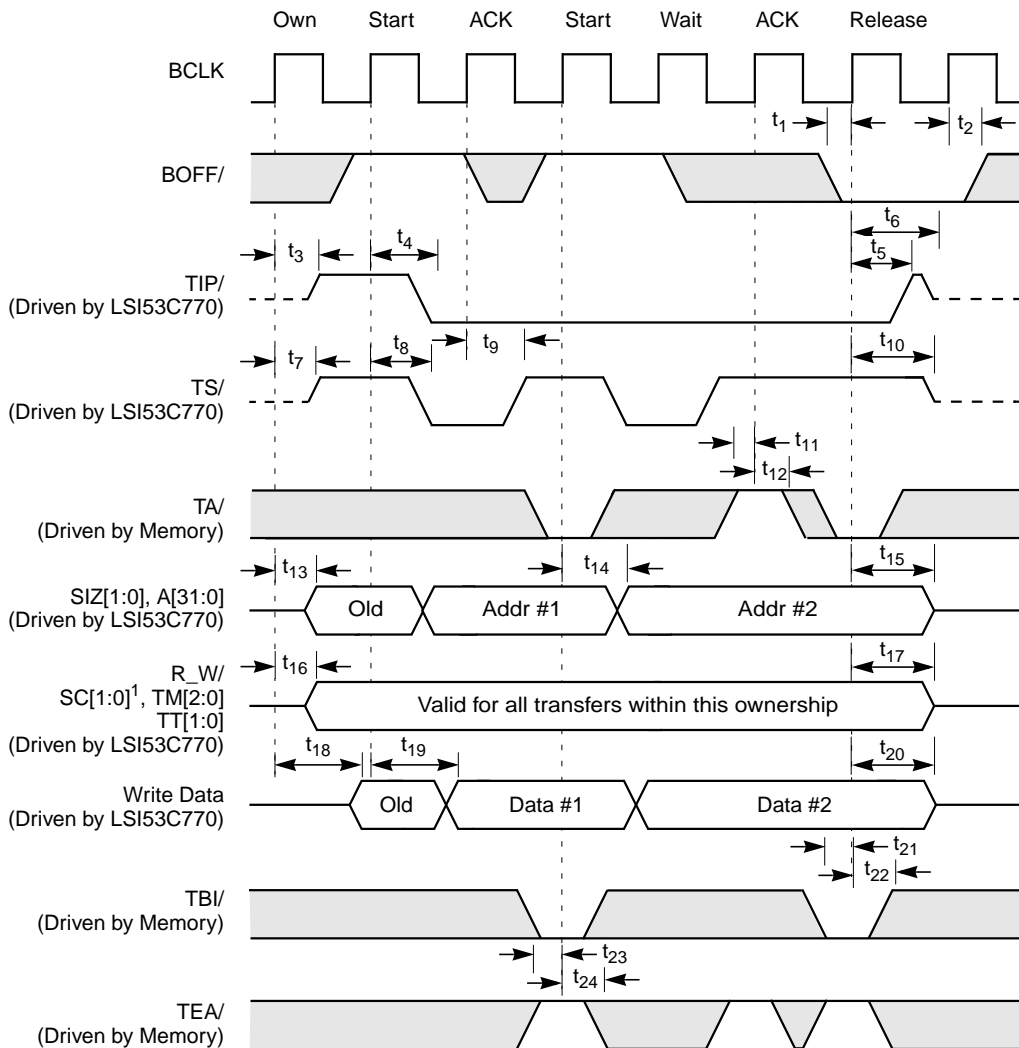 Own Start ACK Start Wait ACK Release
BCLK
t1 t2
BOFF/
t6
t3 t4 t5
TIP/
(Driven by LSI53C770)
t7 t8 t9 t10
TS/
(Driven by LSI53C770)
t11
t12
TA/
(Driven by Memory)
t13 t14 t15
SIZ[1:0], A[31:0]
(Driven by LSI53C770)
Old Addr #1 Addr #2
t16 t17
R_W/
SC[1:0]1, TM[2:0]
TT[1:0]
(Driven by LSI53C770)
Valid for all transfers within this ownership
t18 t19 t20
Write Data
(Driven by LSI53C770)
Old Data #1 Data #2
t21
t22
TBI/
(Driven by Memory)
t23
t24
TEA/
(Driven by Memory)